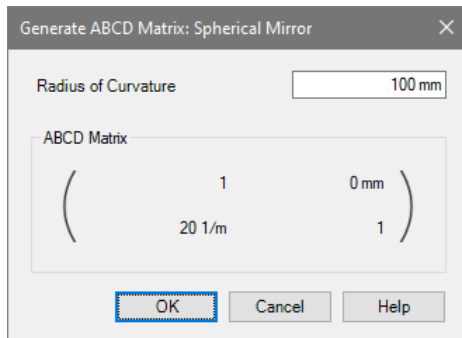 Generate ABCD Matrix: Spherical Mirror
Radius of Curvature 100 mm
ABCD Matrix
1 0 mm
20 1/m 1
OK Cancel Help